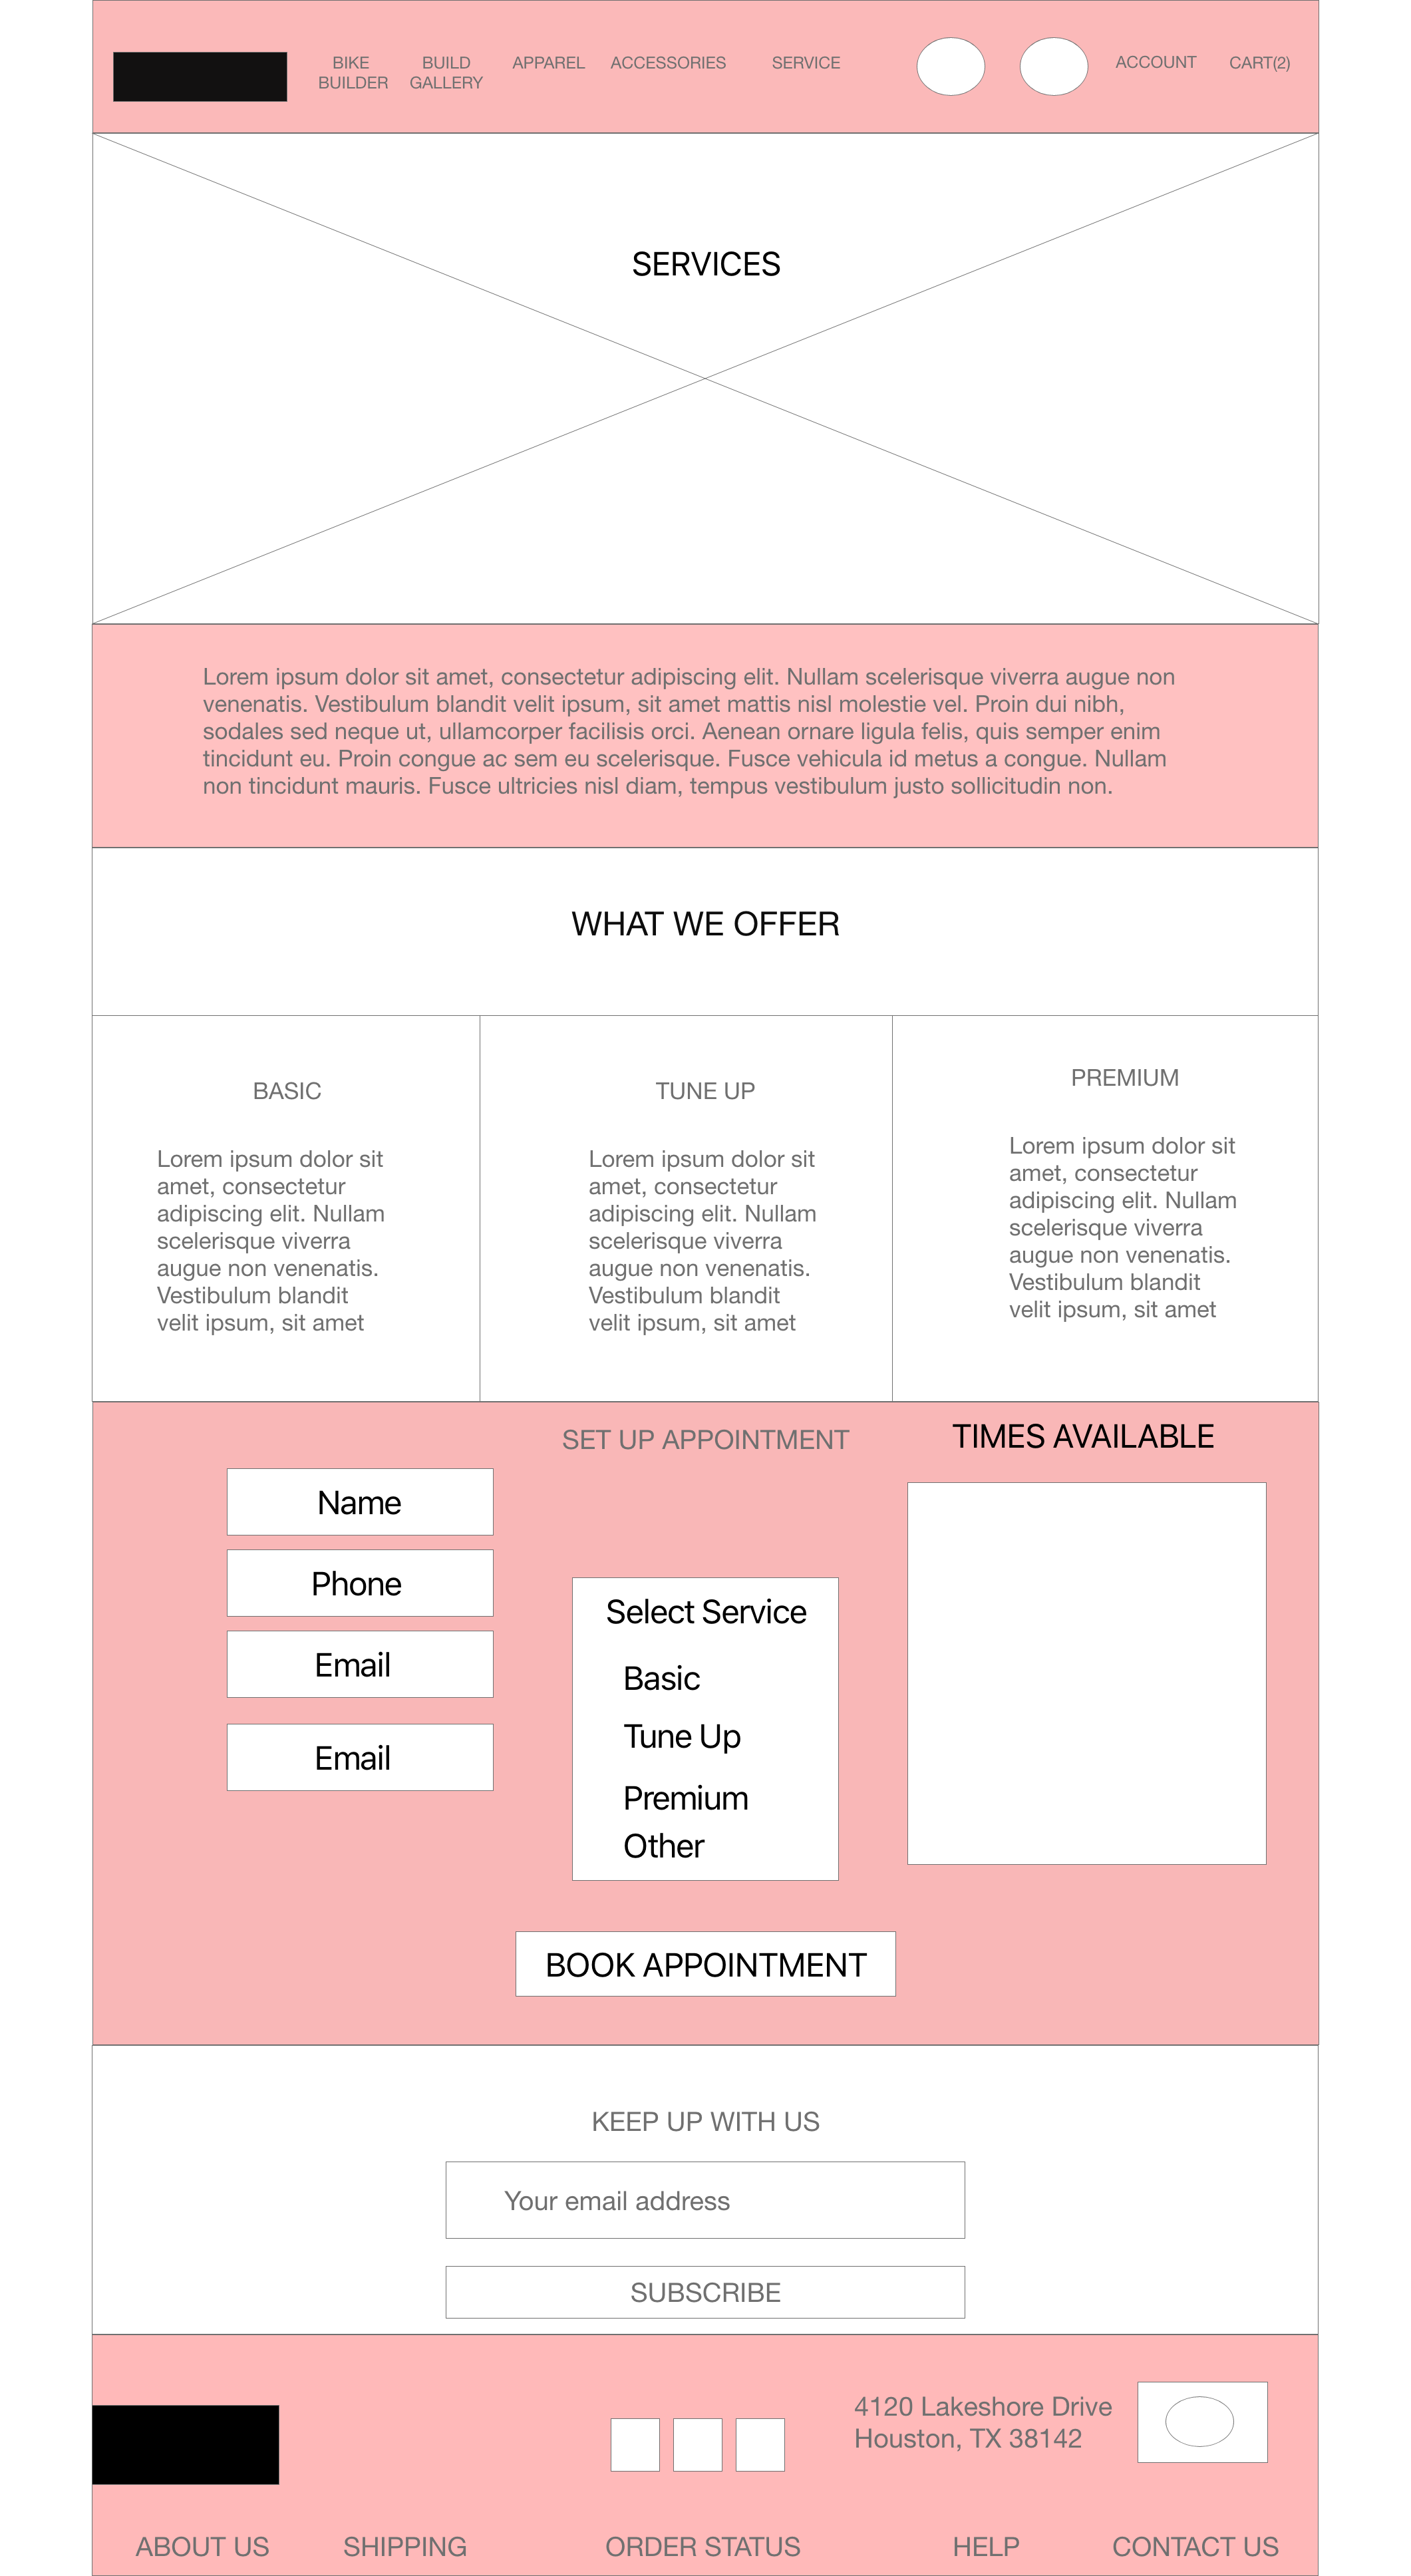 BIKE
BUILDER
BUILD
GALLERY
APPAREL
ACCESSORIES
SERVICE
ACCOUNT
CART(2)
SERVICES
Lorem ipsum dolor sit amet, consectetur adipiscing elit. Nullam scelerisque viverra augue non
venenatis. Vestibulum blandit velit ipsum, sit amet mattis nisl molestie vel. Proin dui nibh,
sodales sed neque ut, ullamcorper facilisis orci. Aenean ornare ligula felis, quis semper enim
tincidunt eu. Proin congue ac sem eu scelerisque. Fusce vehicula id metus a congue. Nullam
non tincidunt mauris. Fusce ultricies nisl diam, tempus vestibulum justo sollicitudin non.
WHAT WE OFFER
BASIC
Lorem ipsum dolor sit
amet, consectetur
adipiscing elit. Nullam
scelerisque viverra
augue non venenatis.
Vestibulum blandit
velit ipsum, sit amet
TUNE UP
Lorem ipsum dolor sit
amet, consectetur
adipiscing elit. Nullam
scelerisque viverra
augue non venenatis.
Vestibulum blandit
velit ipsum, sit amet
PREMIUM
Lorem ipsum dolor sit
amet, consectetur
adipiscing elit. Nullam
scelerisque viverra
augue non venenatis.
Vestibulum blandit
velit ipsum, sit amet
SET UP APPOINTMENT
Name
Phone
Email
Email
Select Service
Basic
Tune Up
Premium
Other
TIMES AVAILABLE
BOOK APPOINTMENT
KEEP UP WITH US
Your email address
SUBSCRIBE
4120 Lakeshore Drive
Houston, TX 38142
ABOUT US
SHIPPING
ORDER STATUS
HELP
CONTACT US